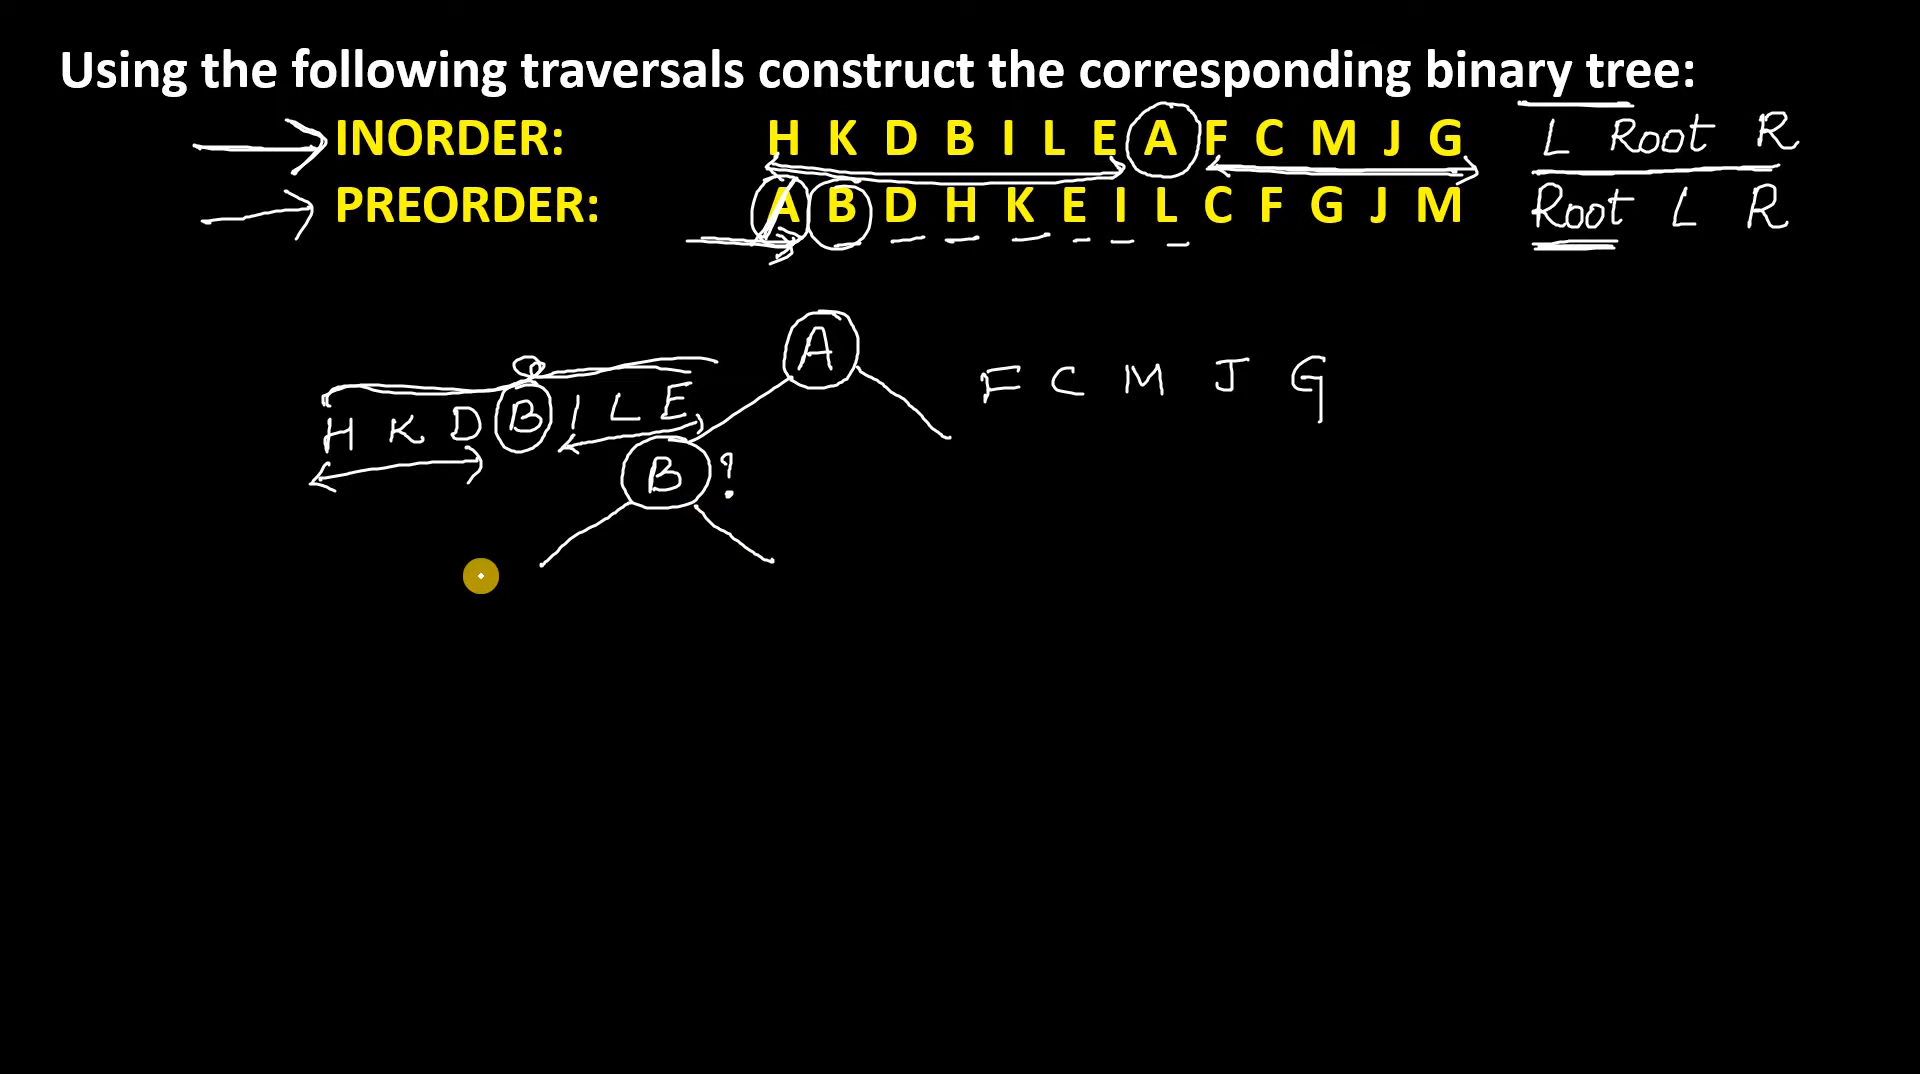 Using the following traversals construct the corresponding binary tree:
INORDER: H K D B I L E A F C M J G L Root R
PREORDER: A B D H K E I L C F G J M Root L R
A
H K D B I L E F C M J G
B ?